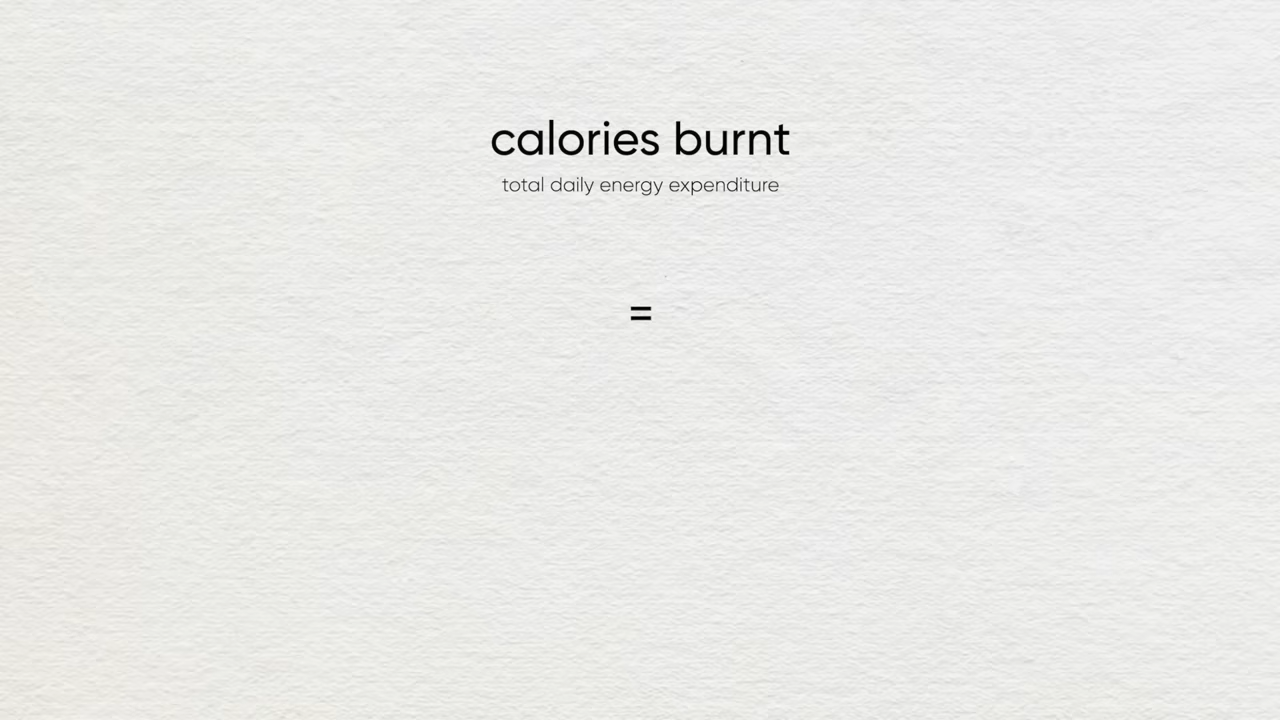 calories burnt
total daily energy expenditure
=